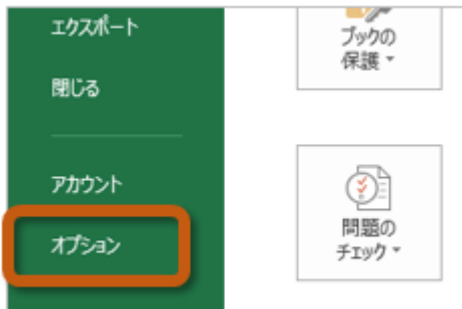 エクスポート
閉じる
アカウント
オプション
ブックの
保護
問題の
チェック